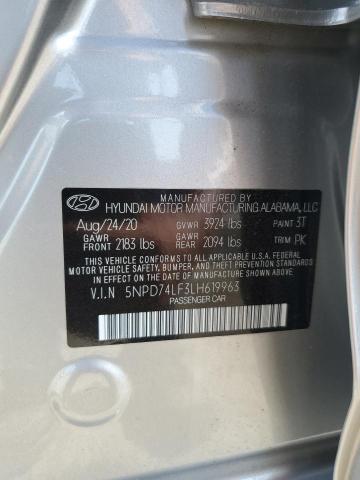 MANUFACTURED BY
HYUNDAI MOTOR MANUFACTURING ALABAMA, LLC
Aug/24/20 GVWR 3924 lbs PAINT 3T
GAWR FRONT 2183 lbs GAWR REAR 2094 lbs TRIM PK
THIS VEHICLE CONFORMS TO ALL APPLICABLE U.S.A FEDERAL
MOTOR VEHICLE SAFETY, BUMPER, AND THEFT PREVENTION
STANDARDS IN EFFECT ON THE DATE OF MANUFACTURE SHOWN ABOVE.
V.I.N 5NPD74LF3LH619963
PASSENGER CAR